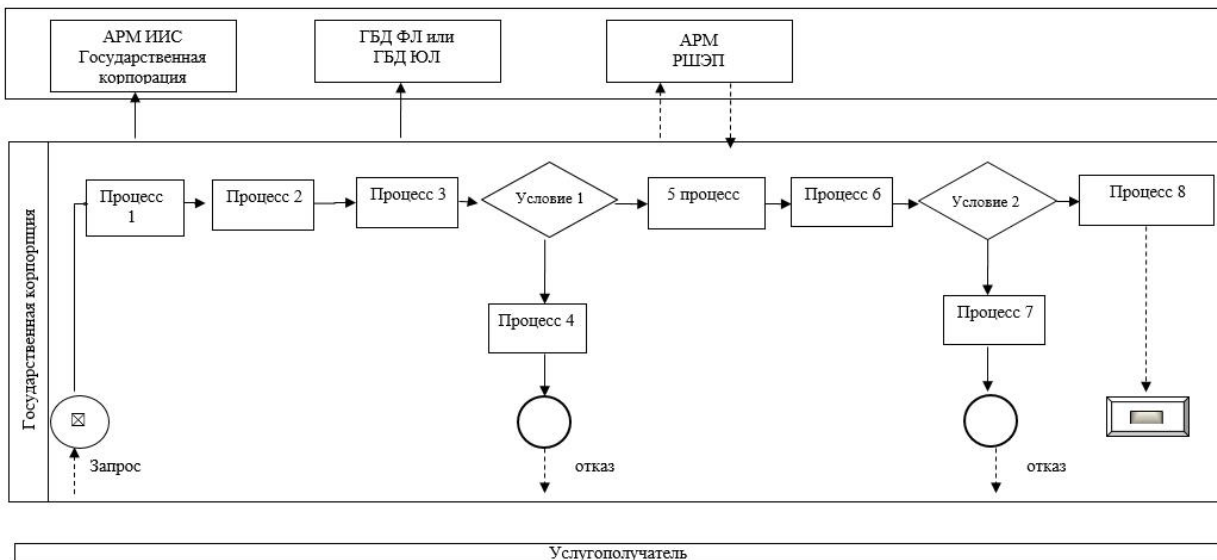 АРМ ИИС
Государственная
корпорация
ГБД ФЛ или
ГБД ЮЛ
АРМ
РШЭП
Государственная корпорпция
Процесс
1
Процесс 2
Процесс 3
Условие 1
5 процесс
Процесс 6
Условие 2
Процесс 8
Процесс 4
Процесс 7
Запрос
отказ
отказ
Услугополучатель